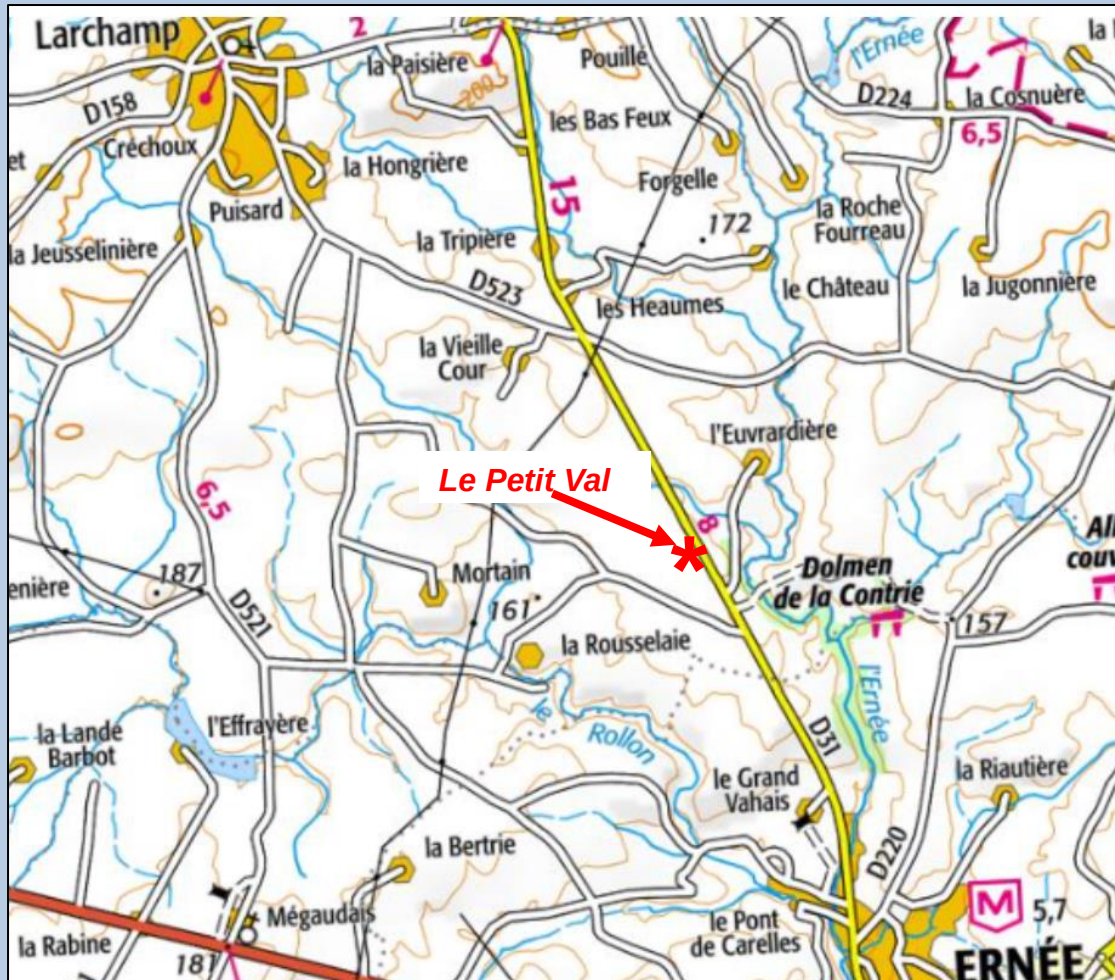 Larchamp
2
la Paisière
Pouillé
l'Ernée
D158
200
D224
la Cosnuère
6,5
les Bas Feux
Créchoux
et
la Hongrière
Forgelle
15
Puisard
172
la Roche
Fourreau
la Jeusselinière
la Tripière
D523
le Château
la Jugonnière
les Heaumes
la Vieille
Cour
l'Euvrardière
Le Petit Val
6,5
8
Dolmen
de la Contrie
couv
187
enière
Mortain
161
D521
157
la Rousselaie
l'Ernée
le
Rollon
la Lande
Barbot
l'Effrayère
D31
le Grand
Vahais
la Riautière
la Bertrie
D220
Mégaudais
M
5,7
la Rabine
181
le Pont
de Carelles
ERNÉE